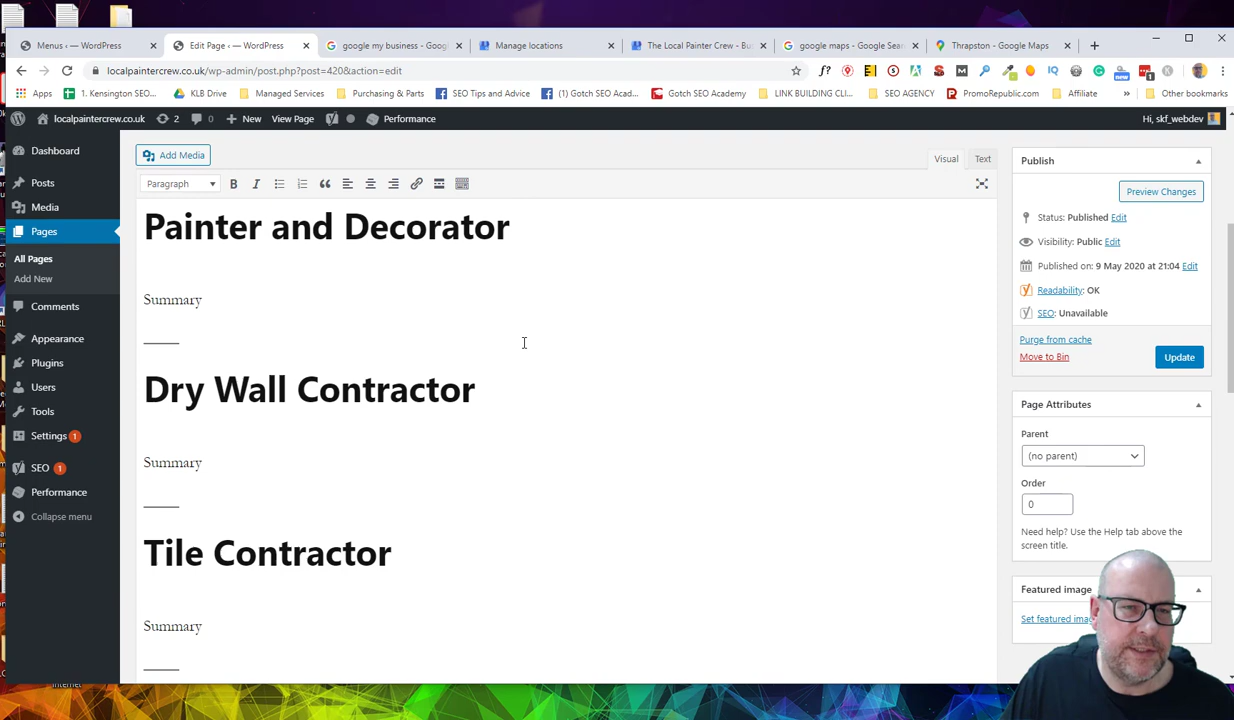 Menus ‹ — WordPress
Edit Page ‹ — WordPress
google my business - Goog
Manage locations
The Local Painter Crew - Bus
google maps - Google Search
Thrapston - Google Maps
localpaintercrew.co.uk/wp-admin/post.php?post=420&action=edit
Apps
1. Kensington SEO...
KLB Drive
Managed Services
Purchasing & Parts
SEO Tips and Advice
(1) Gotch SEO Acad...
Gotch SEO Academy
LINK BUILDING CLI...
SEO AGENCY
PromoRepublic.com
Affiliate
Other bookmarks
localpaintercrew.co.uk
2
0
New
View Page
Performance
Hi, skf_webdev
Dashboard
Posts
Media
Pages
All Pages
Add New
Comments
Appearance
Plugins
Users
Tools
Settings 1
SEO 1
Performance
Collapse menu
Add Media
Visual
Text
Paragraph
Painter and Decorator
Summary
Dry Wall Contractor
Summary
Tile Contractor
Summary
Publish
Preview Changes
Status: Published Edit
Visibility: Public Edit
Published on: 9 May 2020 at 21:04 Edit
Readability: OK
SEO: Unavailable
Purge from cache
Move to Bin
Update
Page Attributes
Parent
(no parent)
Order
0
Need help? Use the Help tab above the
screen title.
Featured image
Set featured imag